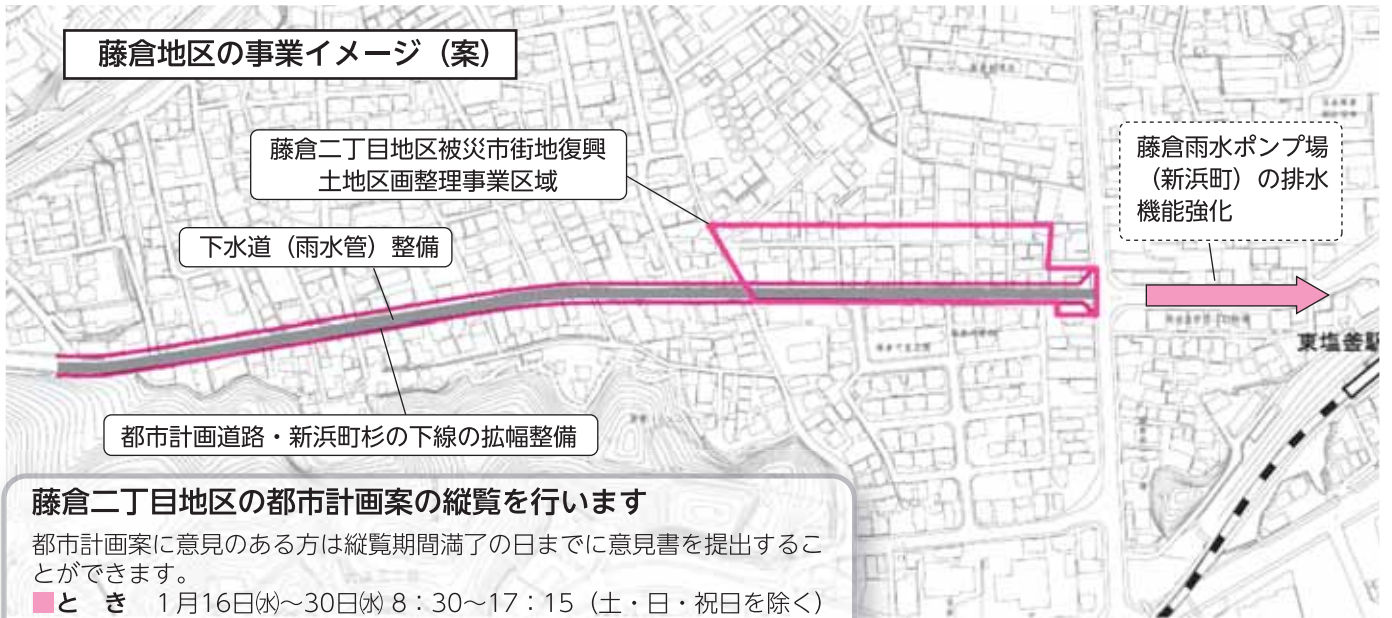 藤倉地区の事業イメージ（案）
藤倉二丁目地区被災市街地復興
土地区画整理事業区域
藤倉雨水ポンプ場
（新浜町）の排水
機能強化
下水道（雨水管）整備
東塩釜駅
都市計画道路・新浜町杉の下線の拡幅整備
藤倉二丁目地区の都市計画案の縦覧を行います
都市計画案に意見のある方は縦覧期間満了の日までに意見書を提出するこ
とができます。
■と　き　1月16日㈬～30日㈬ 8：30～17：15（土・日・祝日を除く）